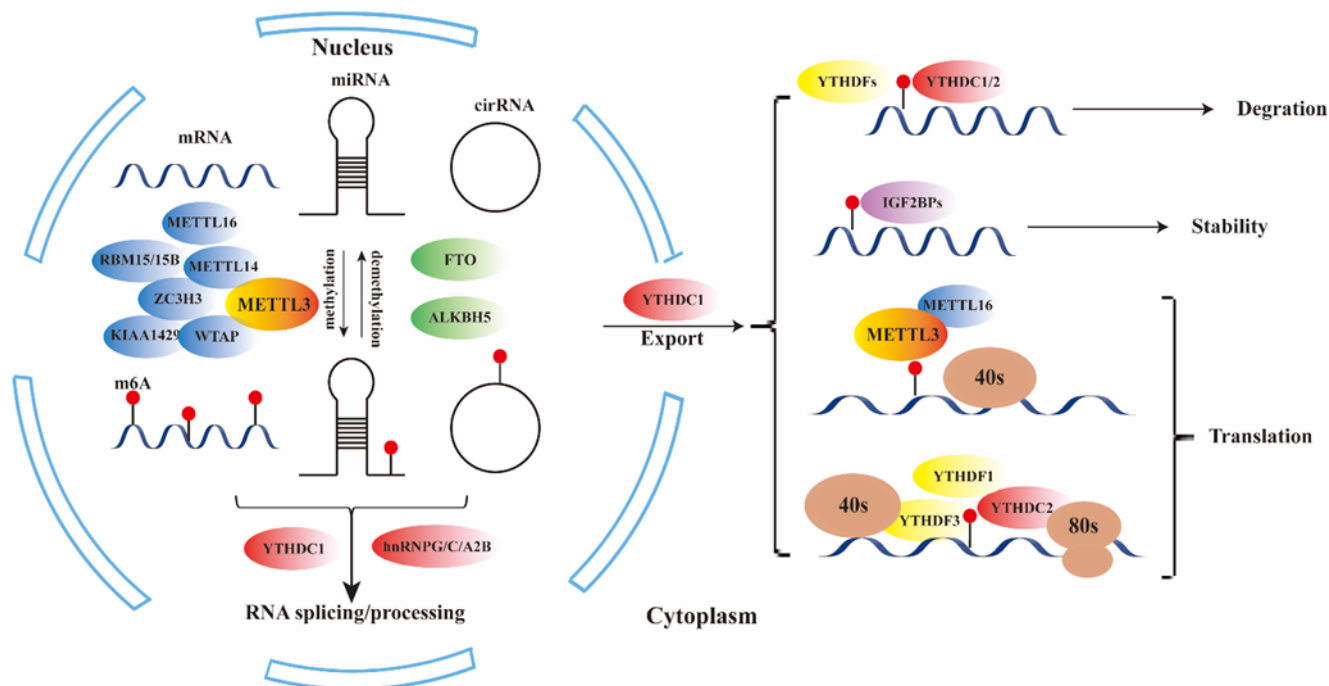 Nucleus
miRNA
cirRNA
mRNA
METTL16
RBM15/15B
METTL14
ZC3H3
METTL3
KIAA1429
WTAP
methylation
demethylation
FTO
ALKBH5
m6A
YTHDC1
hnRNPG/C/A2B
RNA splicing/processing
YTHDC1
Export
Cytoplasm
YTHDFs
YTHDC1/2
Degration
IGF2BPs
Stability
METTL16
METTL3
40s
Translation
YTHDF1
40s
YTHDF3
YTHDC2
80s